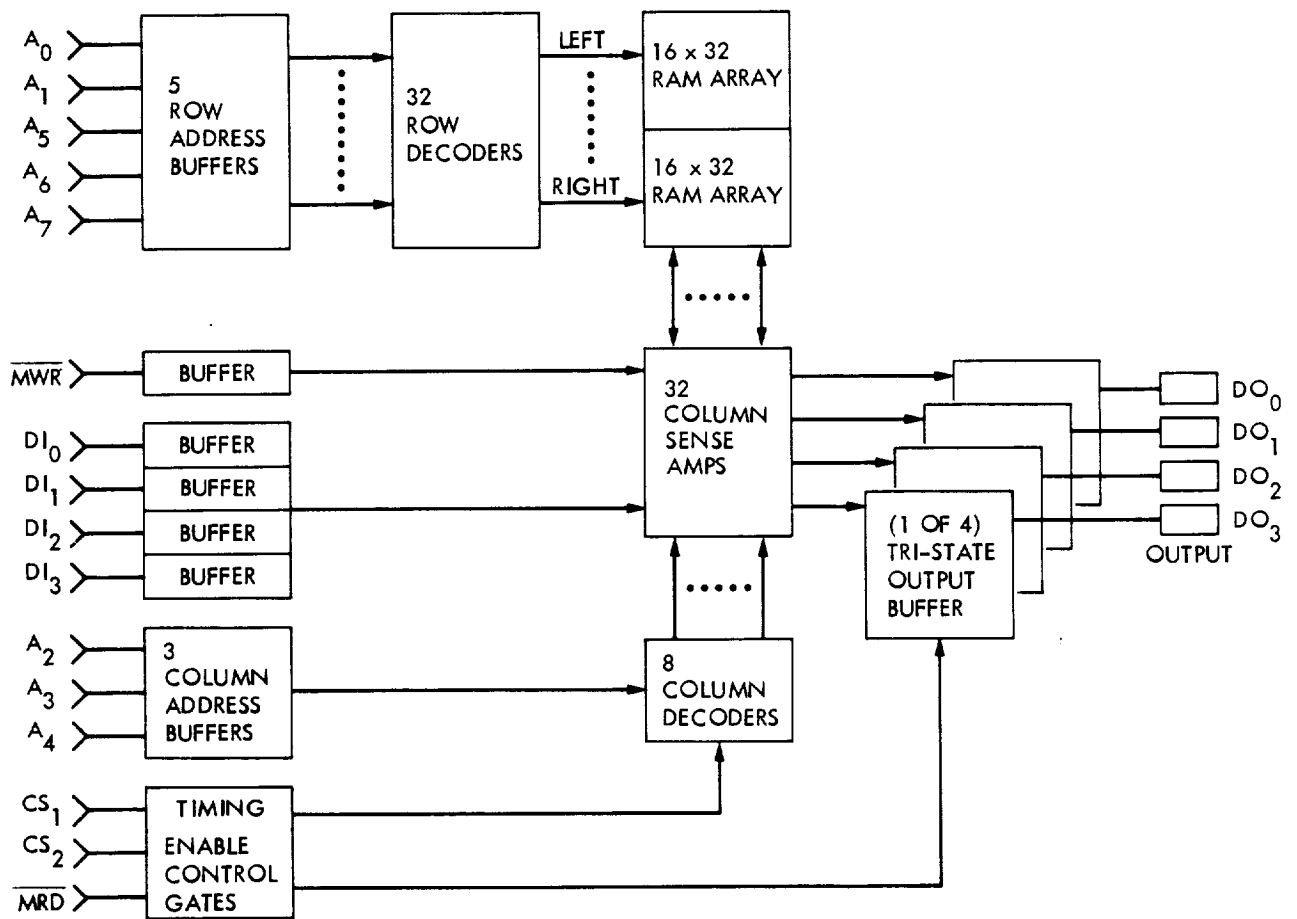 A0
A1
A5
A6
A7
5
ROW
ADDRESS
BUFFERS
32
ROW
DECODERS
LEFT
RIGHT
16 x 32
RAM ARRAY
16 x 32
RAM ARRAY
MWR
BUFFER
DI0
DI1
DI2
DI3
BUFFER
BUFFER
BUFFER
BUFFER
32
COLUMN
SENSE
AMPS
(1 OF 4)
TRI-STATE
OUTPUT
BUFFER
DO0
DO1
DO2
DO3
OUTPUT
A2
A3
A4
3
COLUMN
ADDRESS
BUFFERS
8
COLUMN
DECODERS
CS1
CS2
MRD
TIMING
ENABLE
CONTROL
GATES